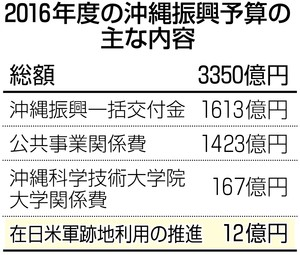 2016年度の沖縄振興予算の
主な内容
総額 3350億円
沖縄振興一括交付金 1613億円
公共事業関係費 1423億円
沖縄科学技術大学院
大学関係費 167億円
在日米軍跡地利用の推進 12億円